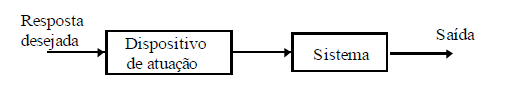 Resposta
desejada
Dispositivo
de atuação
Sistema
Saída